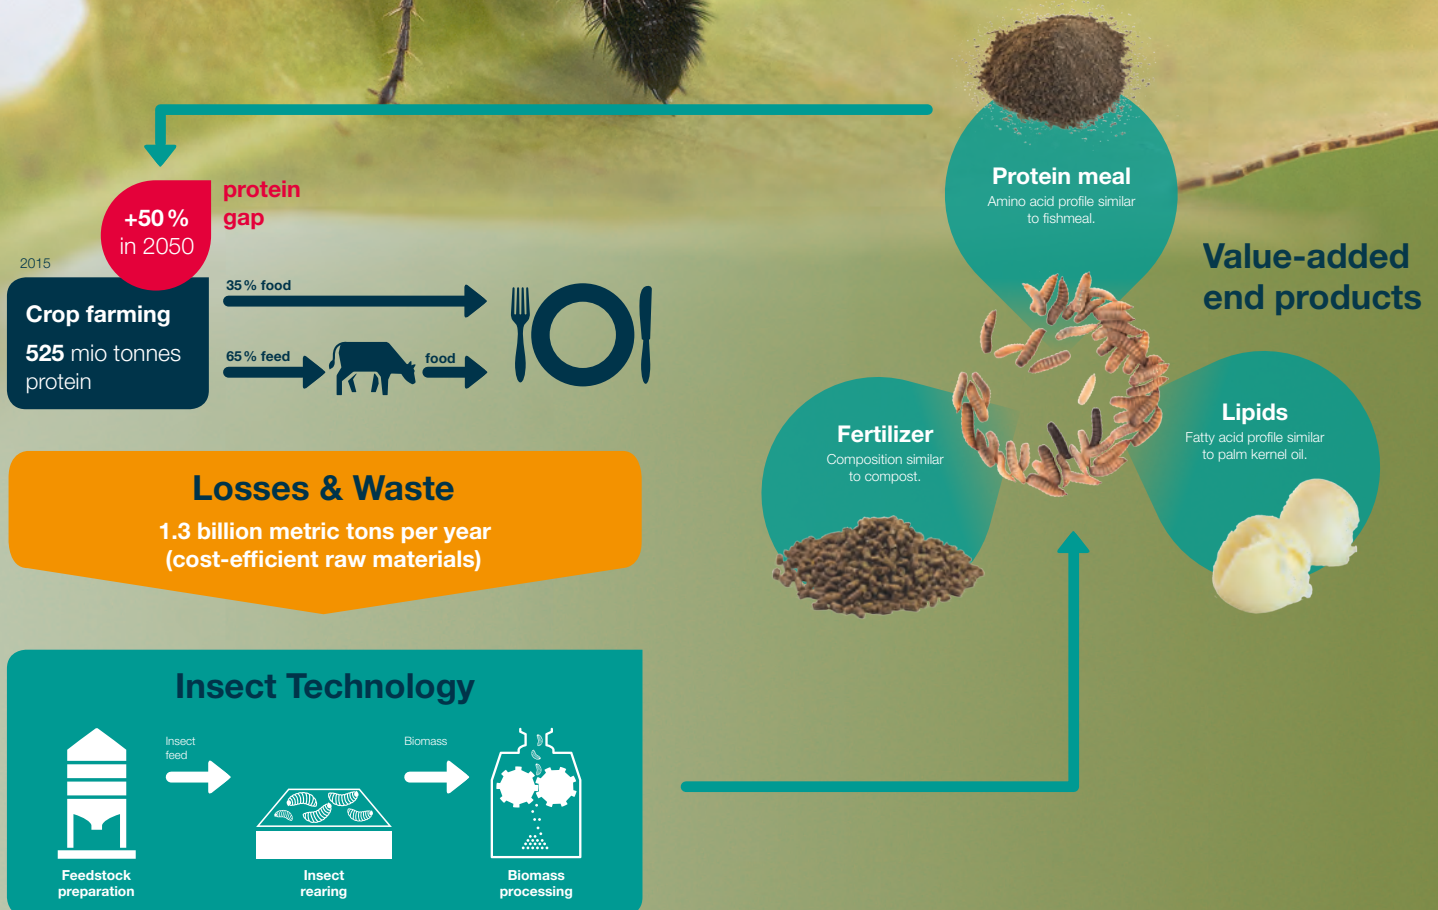 Protein meal
Amino acid profile similar
to fishmeal.
Value-added
end products
Fertilizer
Composition similar
to compost.
Lipids
Fatty acid profile similar
to palm kernel oil.
+50 %
in 2050
protein
gap
2015
Crop farming
525 mio tonnes
protein
35 % food
65 % feed
food
Losses & Waste
1.3 billion metric tons per year
(cost-efficient raw materials)
Insect Technology
Insect
feed
Biomass
Feedstock
preparation
Insect
rearing
Biomass
processing